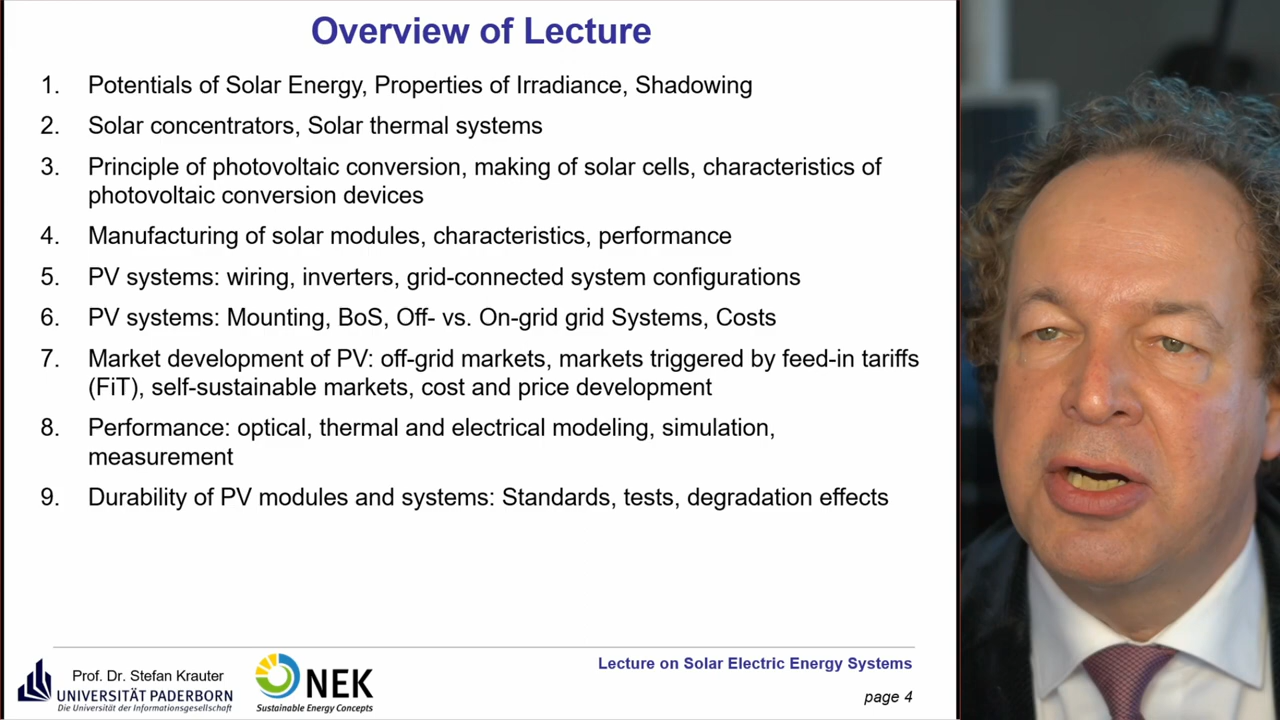 Overview of Lecture
1. Potentials of Solar Energy, Properties of Irradiance, Shadowing
2. Solar concentrators, Solar thermal systems
3. Principle of photovoltaic conversion, making of solar cells, characteristics of
photovoltaic conversion devices
4. Manufacturing of solar modules, characteristics, performance
5. PV systems: wiring, inverters, grid-connected system configurations
6. PV systems: Mounting, BoS, Off- vs. On-grid grid Systems, Costs
7. Market development of PV: off-grid markets, markets triggered by feed-in tariffs
(FiT), self-sustainable markets, cost and price development
8. Performance: optical, thermal and electrical modeling, simulation,
measurement
9. Durability of PV modules and systems: Standards, tests, degradation effects
Prof. Dr. Stefan Krauter
UNIVERSITÄT PADERBORN
Die Universität der Informationsgesellschaft
NEK
Sustainable Energy Concepts
Lecture on Solar Electric Energy Systems
page 4